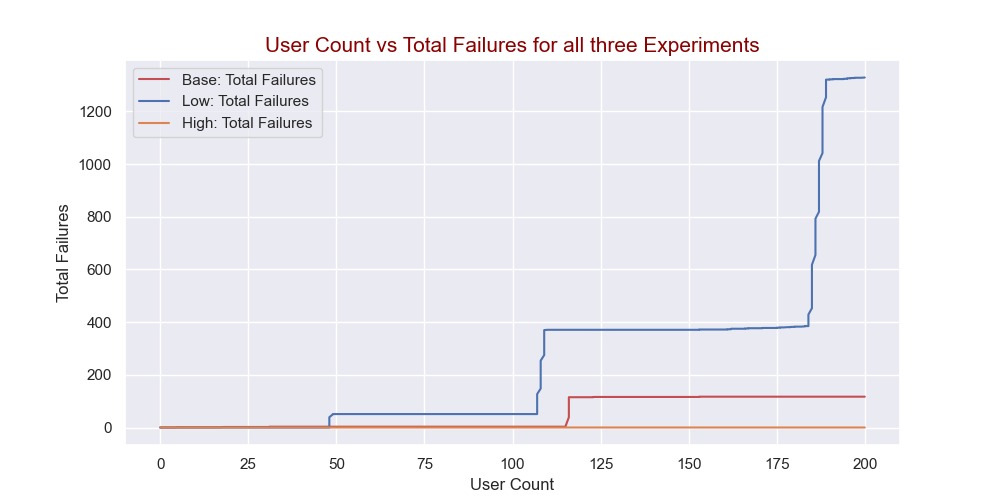 User Count vs Total Failures for all three Experiments
Base: Total Failures
Low: Total Failures
High: Total Failures
Total Failures
1200
1000
800
600
400
200
0
0 25 50 75 100 125 150 175 200
User Count